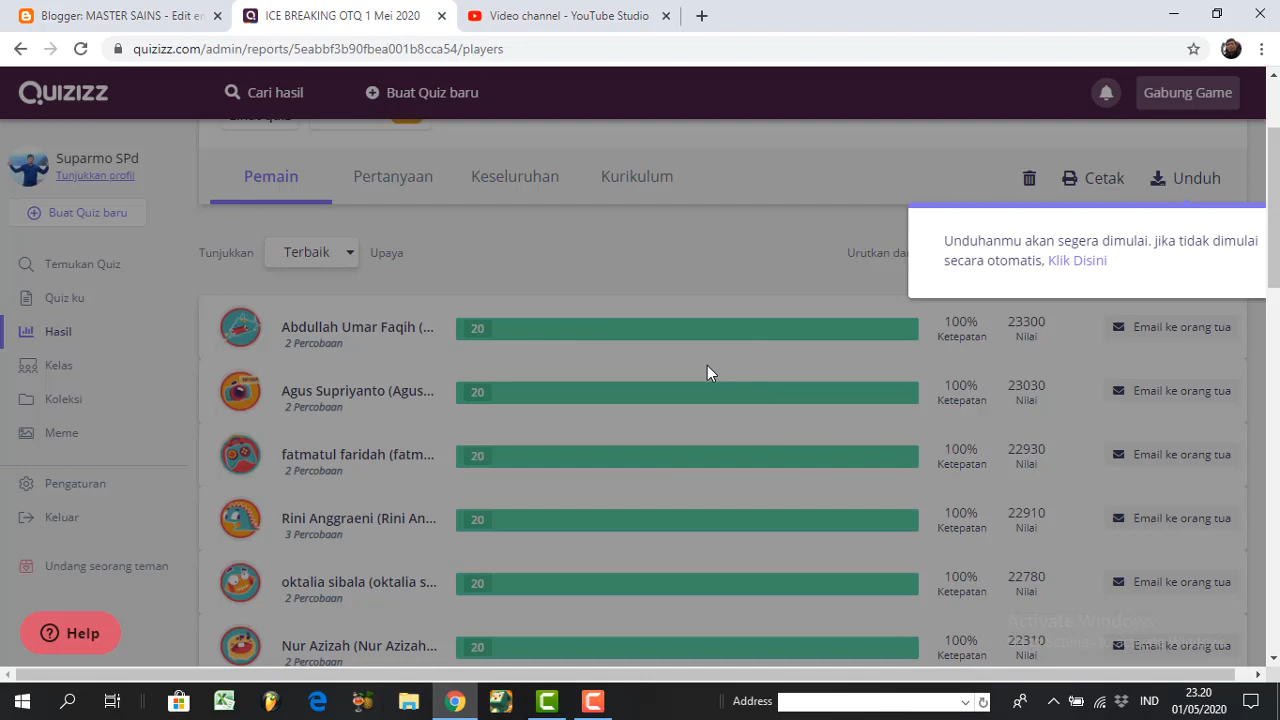 Blogger: MASTER SAINS - Edit en
ICE BREAKING OTQ 1 Mei 2020
Video channel - YouTube Studio
quizizz.com/admin/reports/5eabbf3b90fbea001b8cca54/players
QUIZIZZ
Cari hasil
Buat Quiz baru
Gabung Game
Suparmo SPd
Tunjukkan profil
Buat Quiz baru
Temukan Quiz
Quiz ku
Hasil
Kelas
Koleksi
Meme
Pengaturan
Keluar
Undang seorang teman
Help
Pemain
Pertanyaan
Keseluruhan
Kurikulum
Cetak
Unduh
Unduhanmu akan segera dimulai. jika tidak dimulai
secara otomatis, Klik Disini
Tunjukkan
Terbaik
Upaya
Urutkan dar
Abdullah Umar Faqih (...
2 Percobaan
20
100%
Ketepatan
23300
Nilai
Email ke orang tua
Agus Supriyanto (Agus...
2 Percobaan
20
100%
Ketepatan
23030
Nilai
Email ke orang tua
fatmatul faridah (fatm...
2 Percobaan
20
100%
Ketepatan
22930
Nilai
Email ke orang tua
Rini Anggraeni (Rini An...
3 Percobaan
20
100%
Ketepatan
22910
Nilai
Email ke orang tua
oktalia sibala (oktalia s...
2 Percobaan
20
100%
Ketepatan
22780
Nilai
Email ke orang tua
Nur Azizah (Nur Azizah...
2 Percobaan
20
100%
Ketepatan
22310
Nilai
Email ke orang tua
Activate Windows
Address
IND
23.20
01/05/2020